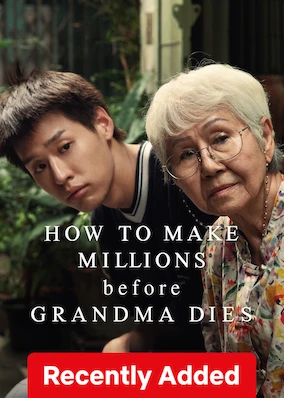 HOW TO MAKE
MILLIONS
before
GRANDMA DIES
Recently Added